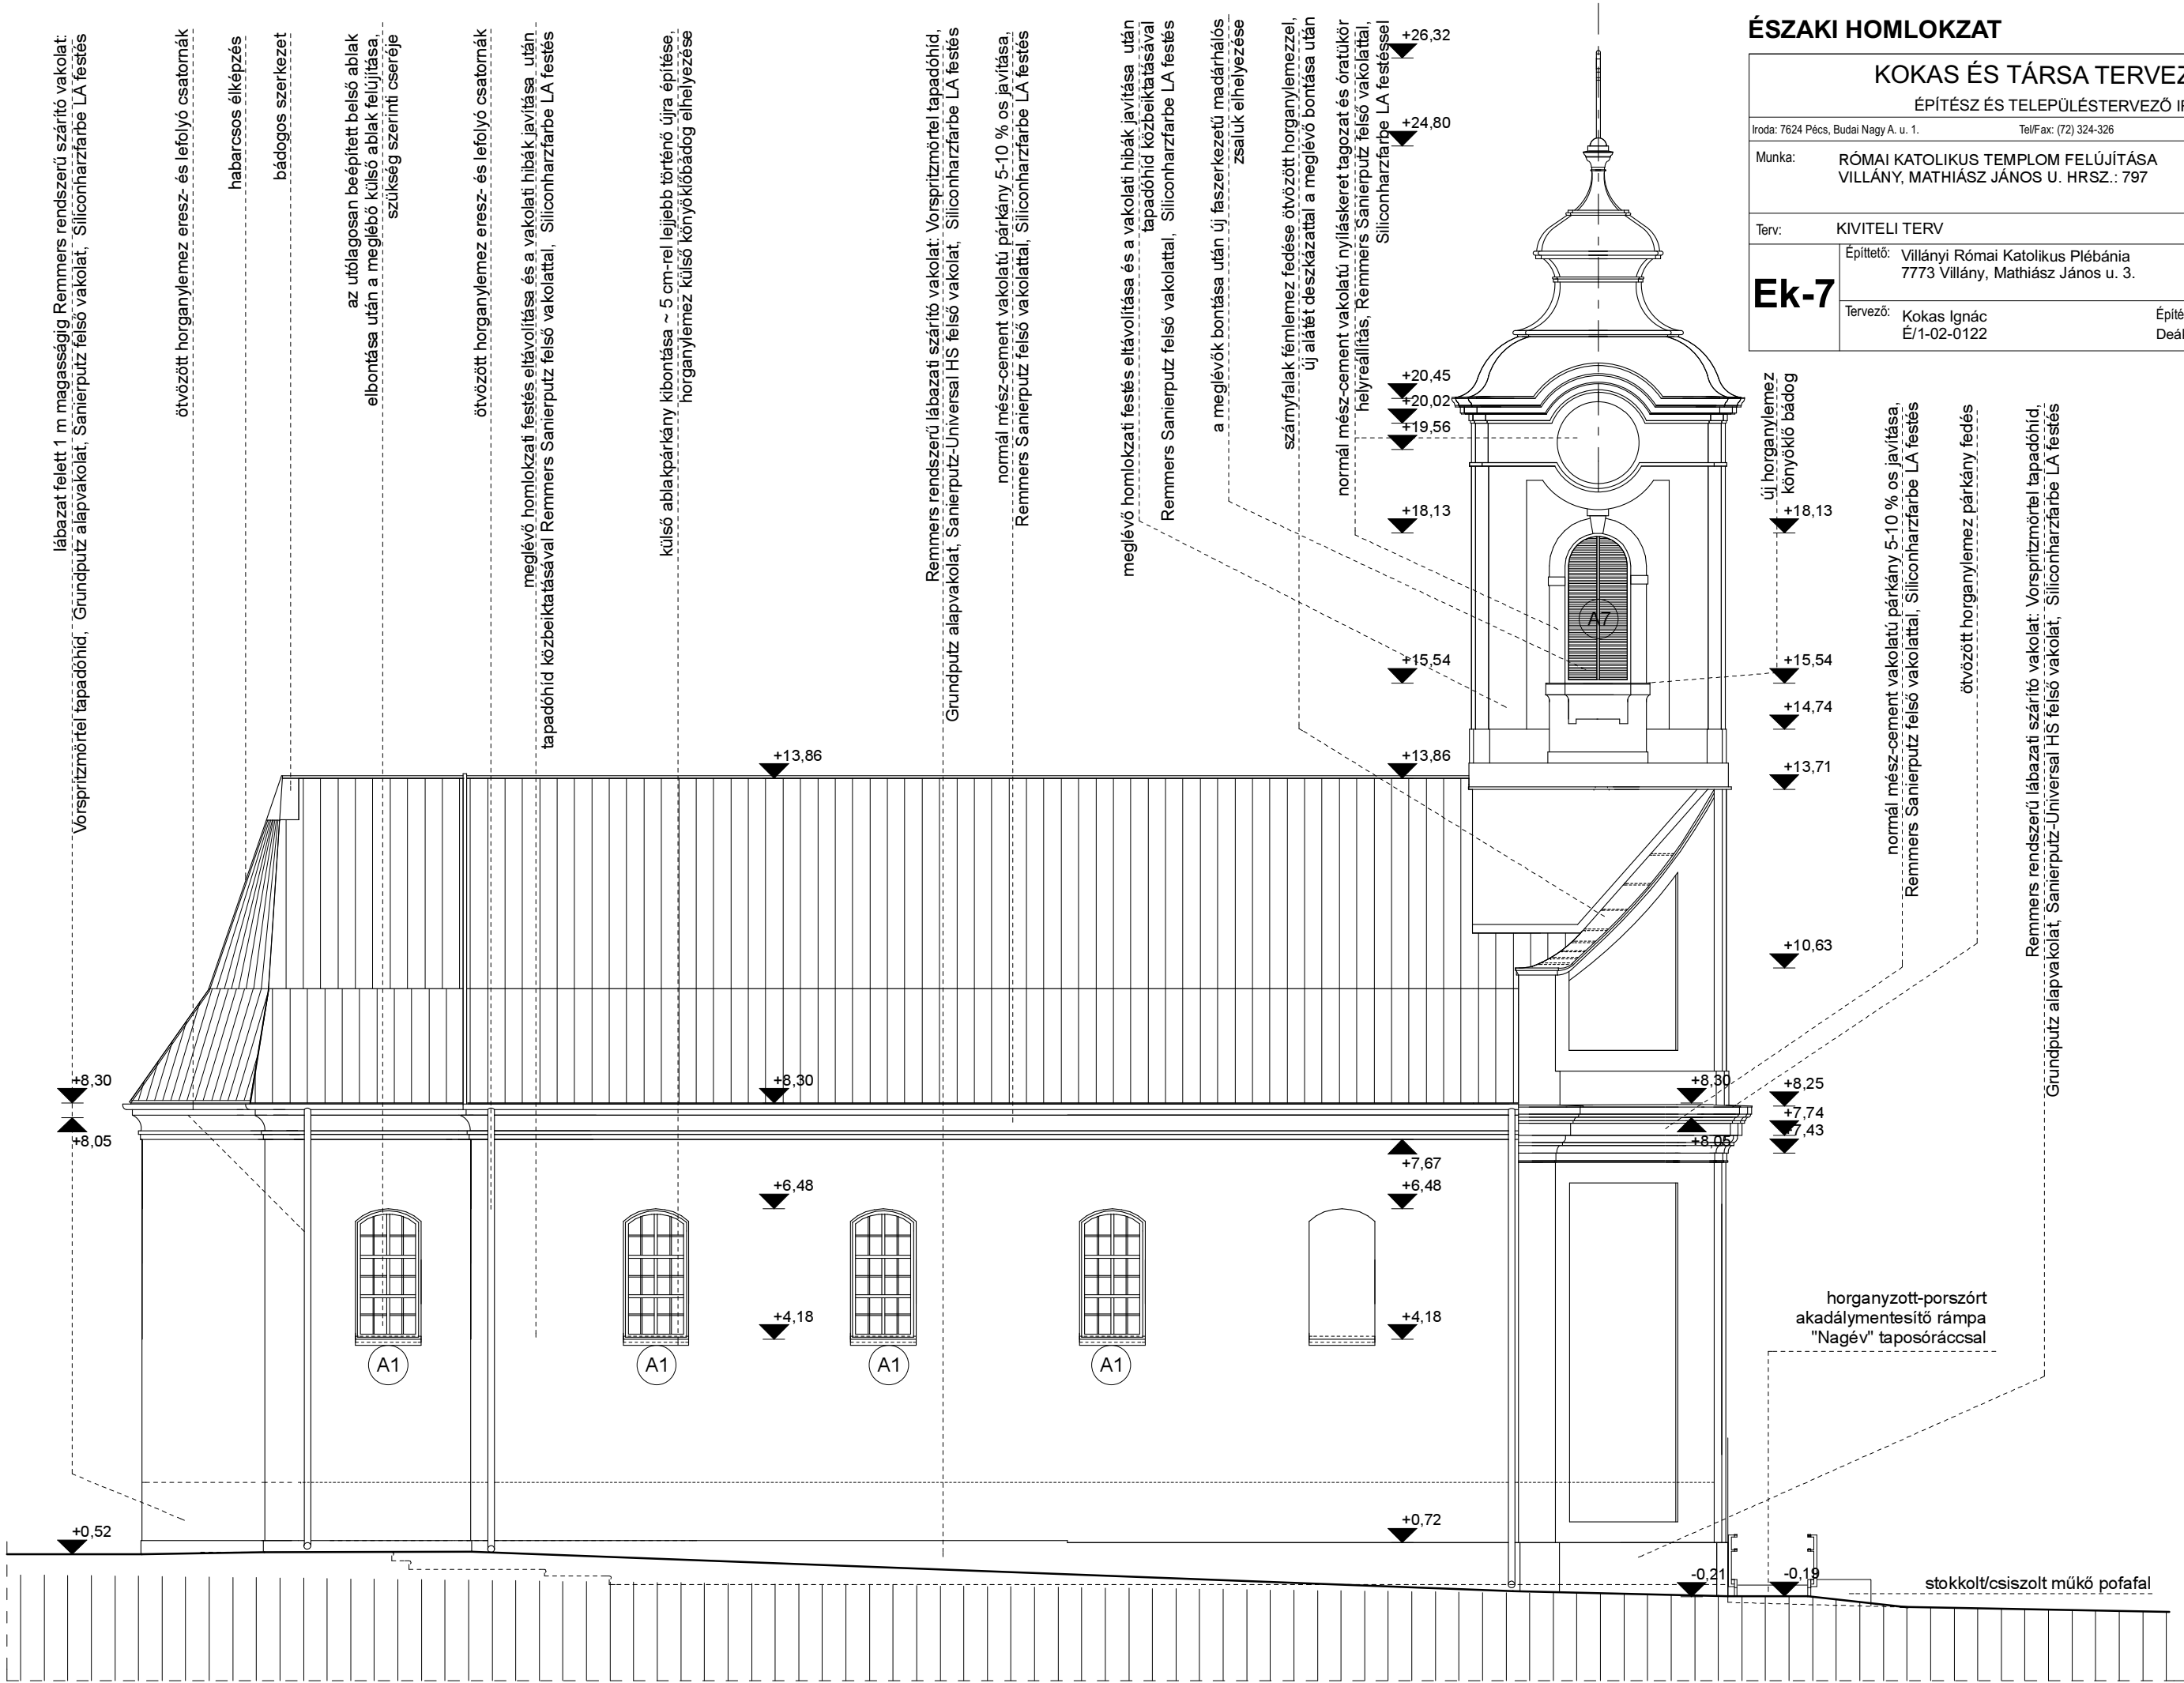 ÉSZAKI HOMLOKZAT
KOKAS ÉS TÁRSA TERVEZ
ÉPÍTÉSZ ÉS TELEPÜLÉSTERVEZŐ
Iroda: 7624 Pécs, Budai Nagy A. u. 1.
Tel/Fax: (72) 324-326
Munka:
RÓMAI KATOLIKUS TEMPLOM FELÚJÍTÁSA
VILLÁNY, MATHIÁSZ JÁNOS U. HRSZ.: 797
Terv:
KIVITELI TERV
Ek-7
Építtető:
Villányi Római Katolikus Plébánia
7773 Villány, Mathiász János u. 3.
Tervező:
Kokas Ignác
É/1-02-0122
Építé
Deál
lábazat felett 1 m magasságig Remmers rendszerű szárító vakolat:
Vorspritzmörtel tapadóhíd, Grundputz alapvakolat, Sanierputz felső vakolat, Siliconharzfarbe LA festés
ötvözött horganylemez eresz- és lefolyó csatornák
habarcsos élképzés
bádogos szerkezet
az utólagosan beépített belső ablak
elbontása után a meglébő külső ablak felújítása,
szükség szerinti cseréje
ötvözött horganylemez eresz- és lefolyó csatornák
meglévő homlokzati festés eltávolítása és a vakolati hibák javítása után
tapadóhíd közbeiktatásával Remmers Sanierputz felső vakolattal, Siliconharzfarbe LA festés
külső ablakpárkány kibontása ~ 5 cm-rel lejjebb történő újra építése,
horganylemez külső könyöklőbádog elhelyezése
Remmers rendszerű lábazati szárító vakolat: Vorspritzmörtel tapadóhíd,
Grundputz alapvakolat, Sanierputz-Universal HS felső vakolat, Siliconharzfarbe LA festés
normál mész-cement vakolatú párkány 5-10 % os javítása,
Remmers Sanierputz felső vakolattal, Siliconharzfarbe LA festés
meglévő homlokzati festés eltávolítása és a vakolati hibák javítása után
tapadóhíd közbeiktatásával
Remmers Sanierputz felső vakolattal, Siliconharzfarbe LA festés
a meglévők bontása után új faszerkezetű madárhálós
zsaluk elhelyezése
szárnyfalak fémlemez fedése ötvözött horganylemezzel,
új alátét deszkázattal a meglévő bontása után
normál mész-cement vakolatú nyíláskeret tagozat és óratükör
helyreállítás, Remmers Sanierputz felső vakolattal,
Siliconharzfarbe LA festéssel
új horganylemez
könyöklő bádog
normál mész-cement vakolatú párkány 5-10 % os javítása,
Remmers Sanierputz felső vakolattal, Siliconharzfarbe LA festés
ötvözött horganylemez párkány fedés
Remmers rendszerű lábazati szárító vakolat: Vorspritzmörtel tapadóhíd,
Grundputz alapvakolat, Sanierputz-Universal HS felső vakolat, Siliconharzfarbe LA festés
+26,32
+24,80
+20,45
+20,02
+19,56
+18,13
+18,13
A7
+15,54
+15,54
+14,74
+13,86
+13,86
+13,71
+10,63
+8,30
+8,30
+8,30
+8,25
+7,74
+7,43
+8,05
+8,05
+7,67
+6,48
+6,48
+4,18
+4,18
A1
A1
A1
A1
horganyzott-porszórt
akadálymentesítő rámpa
"Nagév" taposóráccsal
+0,52
+0,72
-0,21
-0,19
stokkolt/csiszolt műkő pofafal